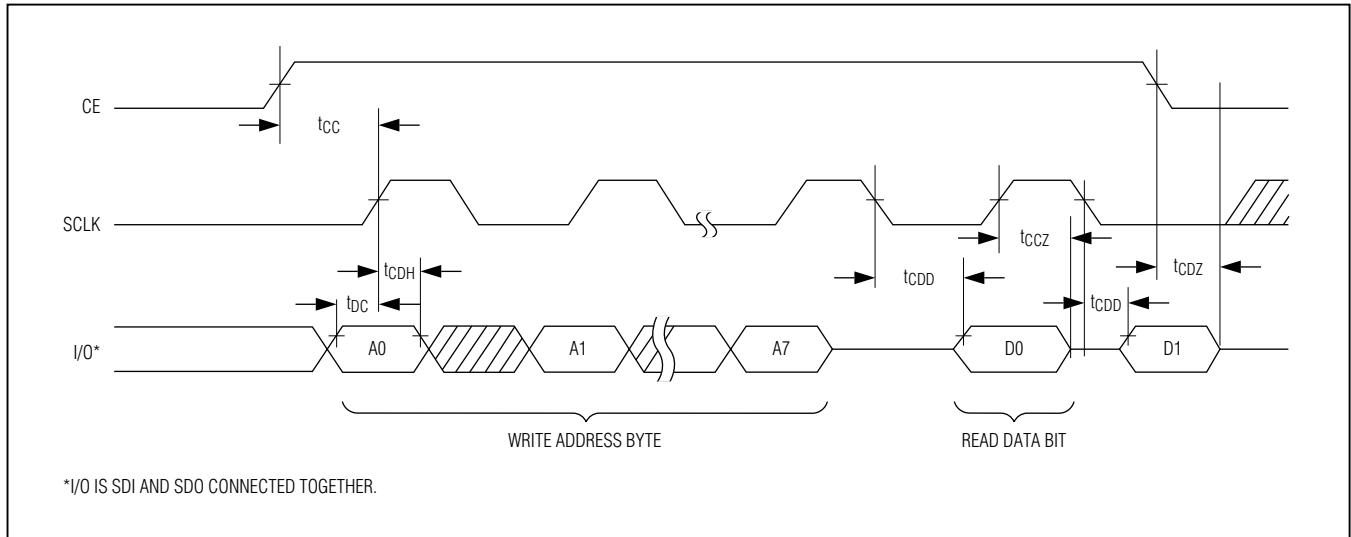 CE
tCC
SCLK
tCCZ
tCDH
tCDD
tCDZ
tDC
tCDD
I/O*
A0
A1
A7
D0
D1
WRITE ADDRESS BYTE
READ DATA BIT
*I/O IS SDI AND SDO CONNECTED TOGETHER.